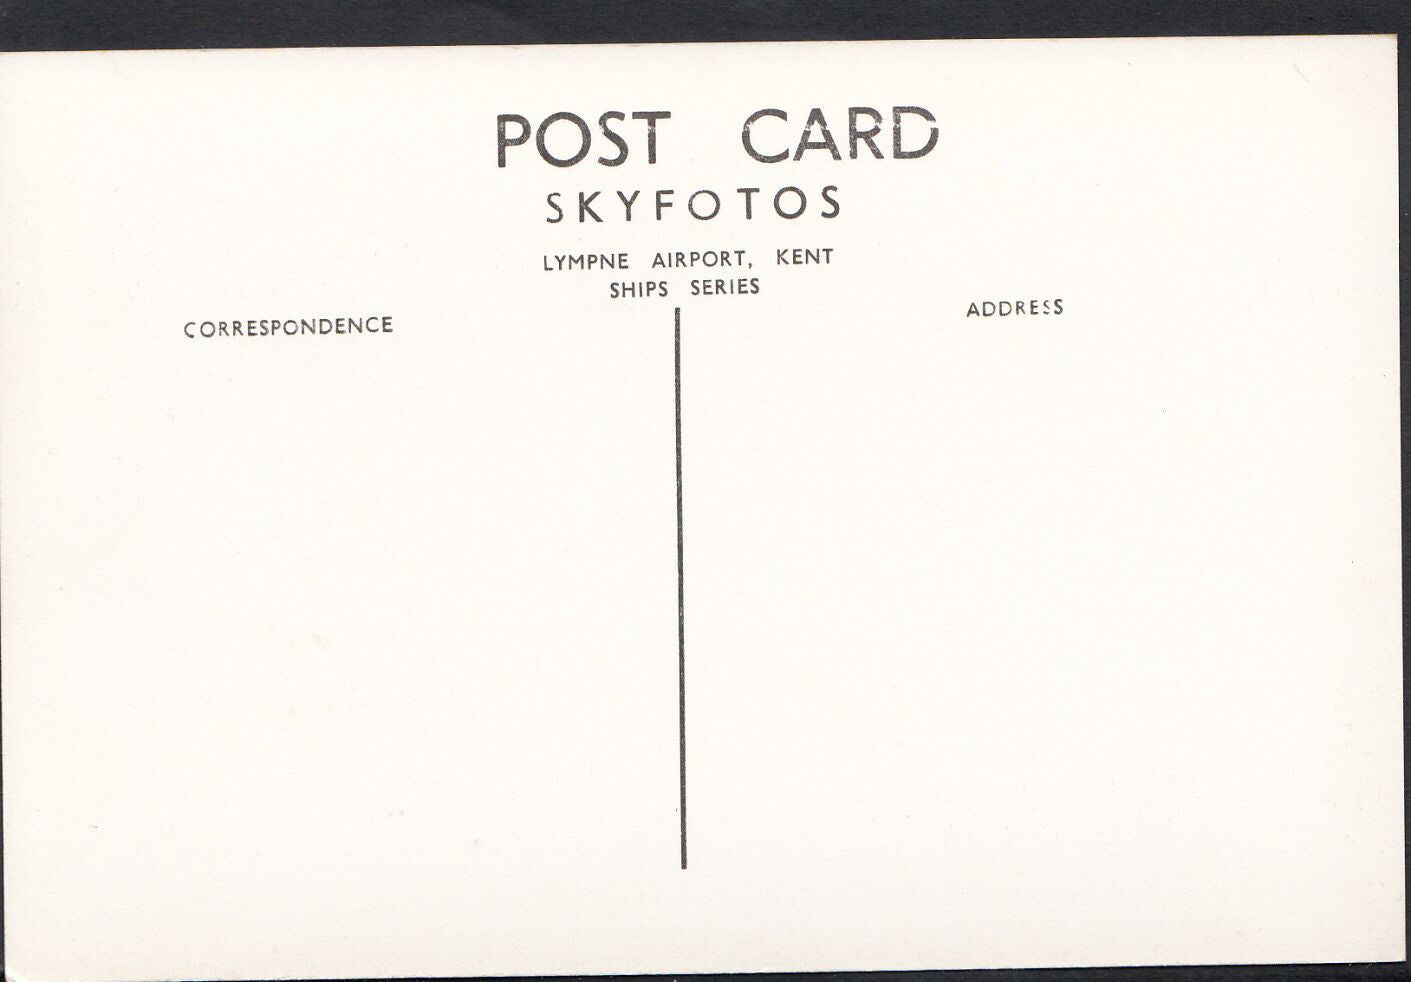 POST CARD
SKYFOTOS
LYMPNE AIRPORT, KENT
SHIPS SERIES
CORRESPONDENCE
ADDRESS